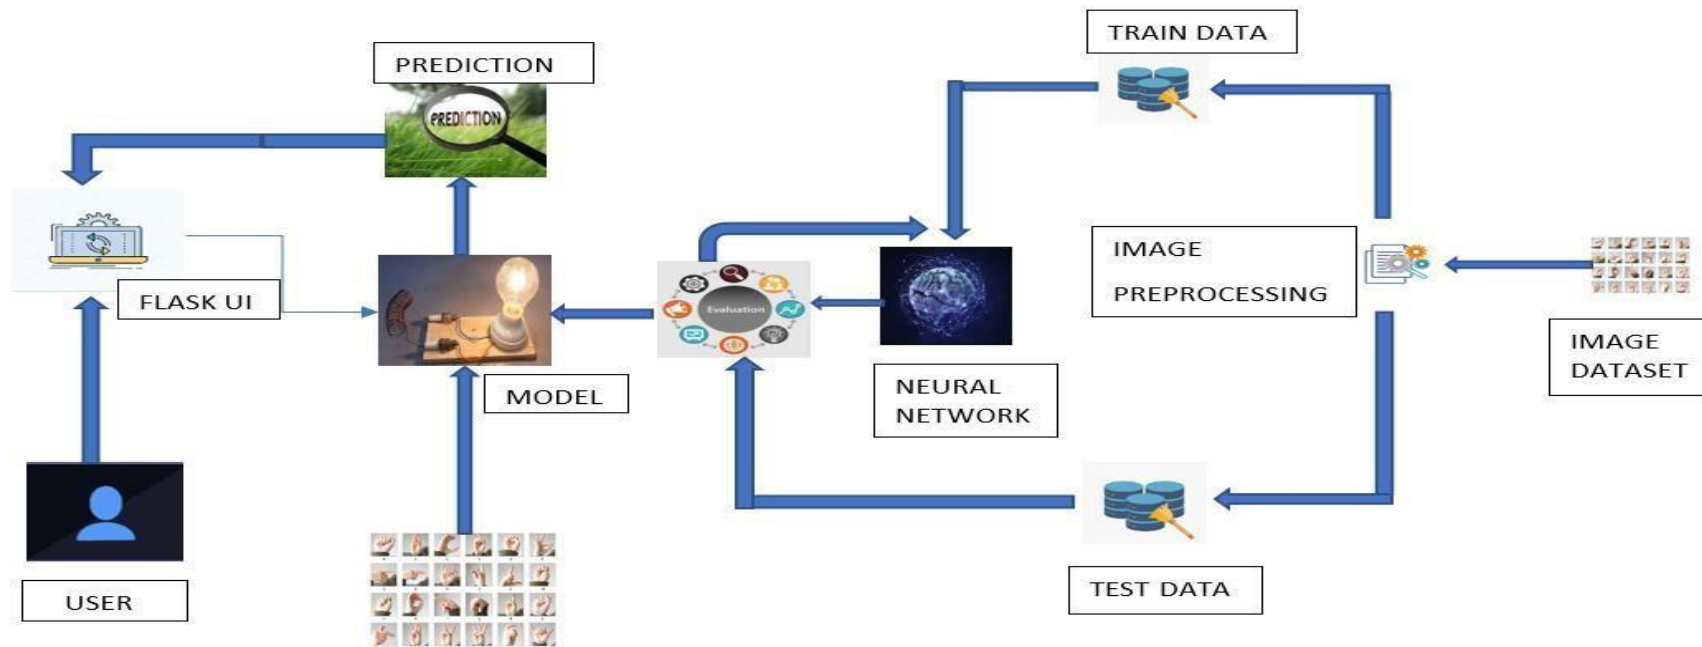 TRAIN DATA
PREDICTION
PREDICTION
IMAGE
PREPROCESSING
FLASK UI
Evaluation
IMAGE
DATASET
MODEL
NEURAL
NETWORK
TEST DATA
USER